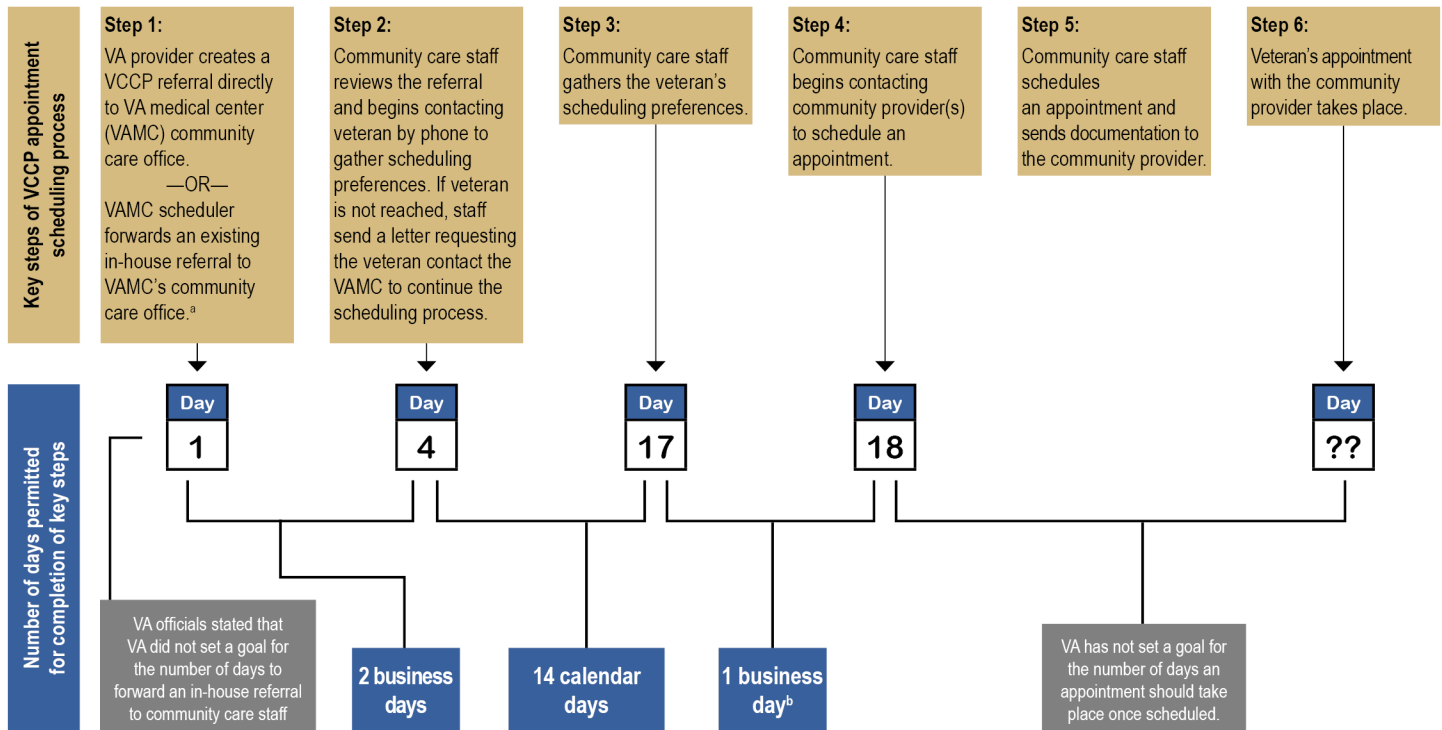 Key steps of VCCP appointment
scheduling process
Step 1:
VA provider creates a
VCCP referral directly
to VA medical center
(VAMC) community
care office.
—OR—
VAMC scheduler
forwards an existing
in-house referral to
VAMC’s community
care office.ᵃ
Step 2:
Community care staff
reviews the referral
and begins contacting
veteran by phone to
gather scheduling
preferences. If veteran
is not reached, staff
send a letter requesting
the veteran contact the
VAMC to continue the
scheduling process.
Step 3:
Community care staff
gathers the veteran’s
scheduling preferences.
Step 4:
Community care staff
begins contacting
community provider(s)
to schedule an
appointment.
Step 5:
Community care staff
schedules
an appointment and
sends documentation to
the community provider.
Step 6:
Veteran’s appointment
with the community
provider takes place.
Number of days permitted
for completion of key steps
Day
1
Day
4
Day
17
Day
18
Day
??
VA officials stated that
VA did not set a goal for
the number of days to
forward an in-house referral
to community care staff
2 business
days
14 calendar
days
1 business
dayᵇ
VA has not set a goal for
the number of days an
appointment should take
place once scheduled.